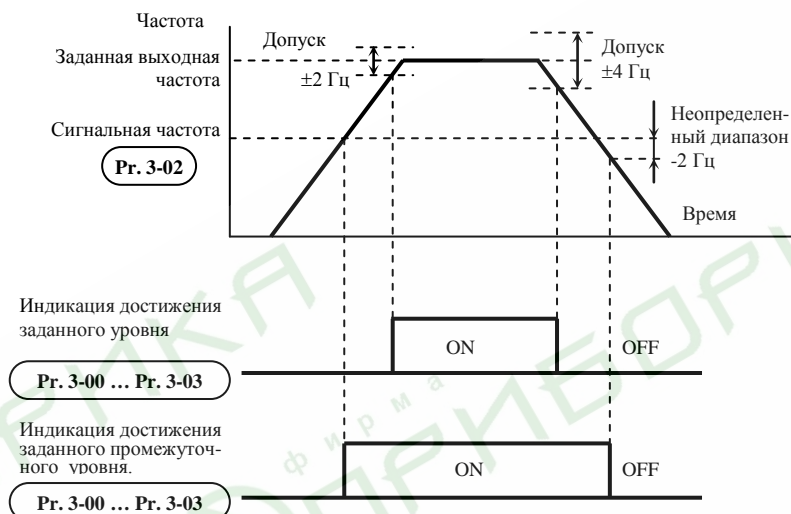 Частота
Допуск
±2 Гц
Заданная выходная
частота
Допуск
±4 Гц
Сигнальная частота
Pr. 3-02
Неопределен-
ный диапазон
-2 Гц
Время
Индикация достижения
заданного уровня
ON
OFF
Pr. 3-00 ... Pr. 3-03
Индикация достижения
заданного промежуточ-
ного уровня.
ON
OFF
Pr. 3-00 ... Pr. 3-03
фирма